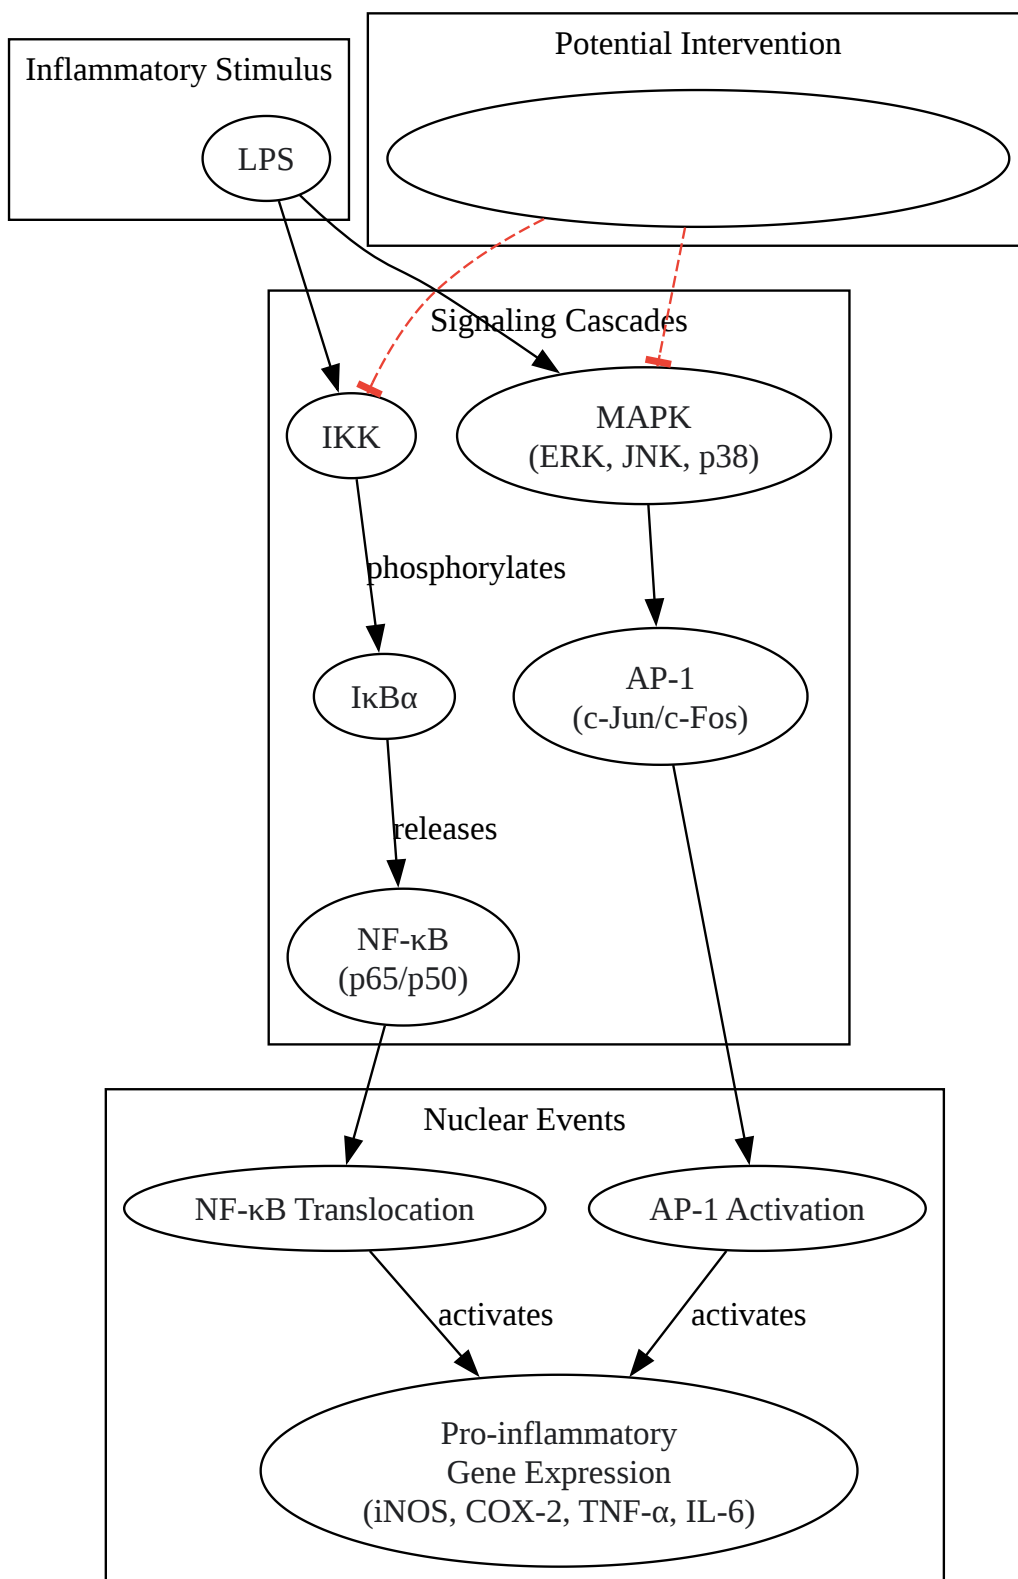 Potential Intervention
Inflammatory Stimulus
LPS
Signaling Cascades
IKK
MAPK
(ERK, JNK, p38)
phosphorylates
IκBα
AP-1
(c-Jun/c-Fos)
releases
NF-κB
(p65/p50)
Nuclear Events
NF-κB Translocation
AP-1 Activation
activates
activates
Pro-inflammatory
Gene Expression
(iNOS, COX-2, TNF-α, IL-6)